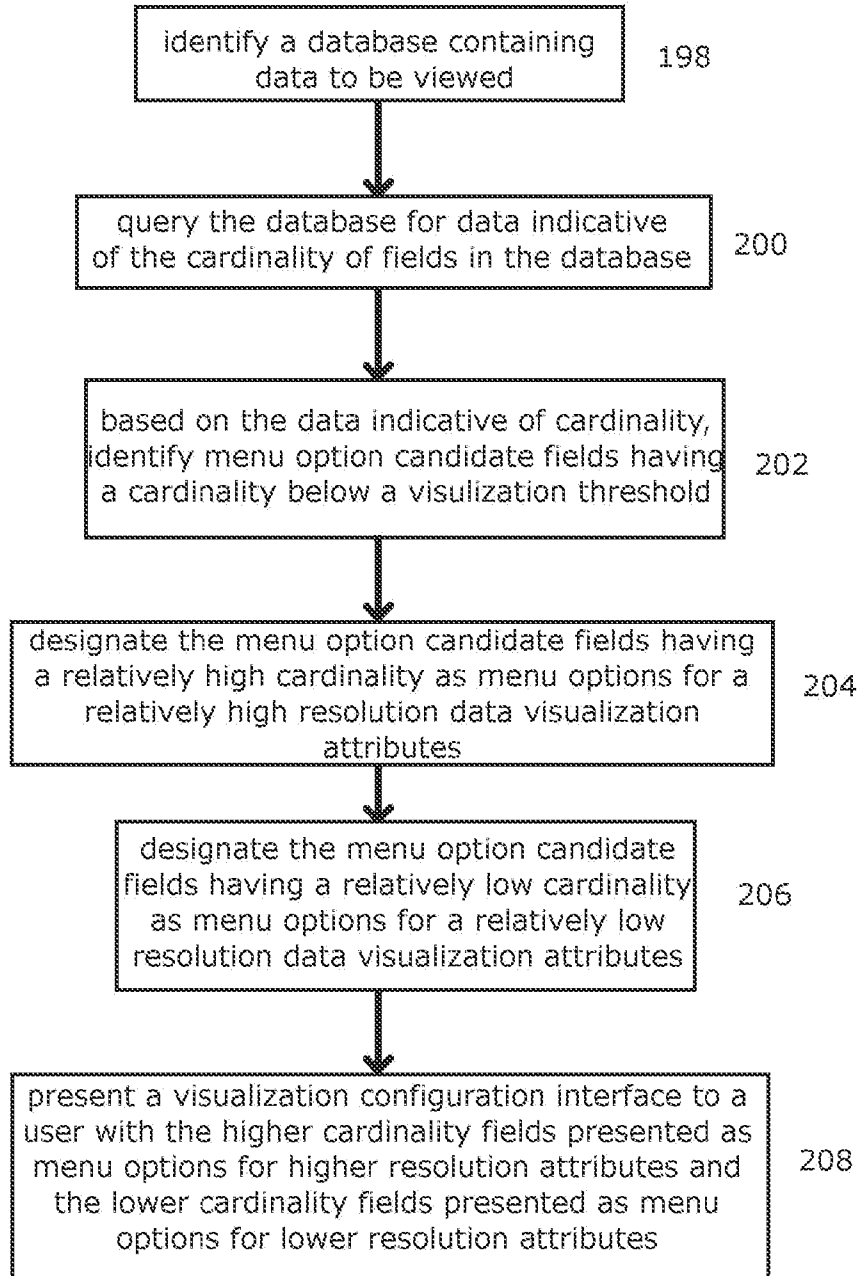 identify a database containing
data to be viewed
198
query the database for data indicative
of the cardinality of fields in the database
200
based on the data indicative of cardinality,
identify menu option candidate fields having
a cardinality below a visulization threshold
202
designate the menu option candidate fields having
a relatively high cardinality as menu options for a
relatively high resolution data visualization
attributes
204
designate the menu option candidate
fields having a relatively low cardinality
as menu options for a relatively low
resolution data visualization attributes
206
present a visualization configuration interface to a
user with the higher cardinality fields presented as
menu options for higher resolution attributes and
the lower cardinality fields presented as menu
options for lower resolution attributes
208